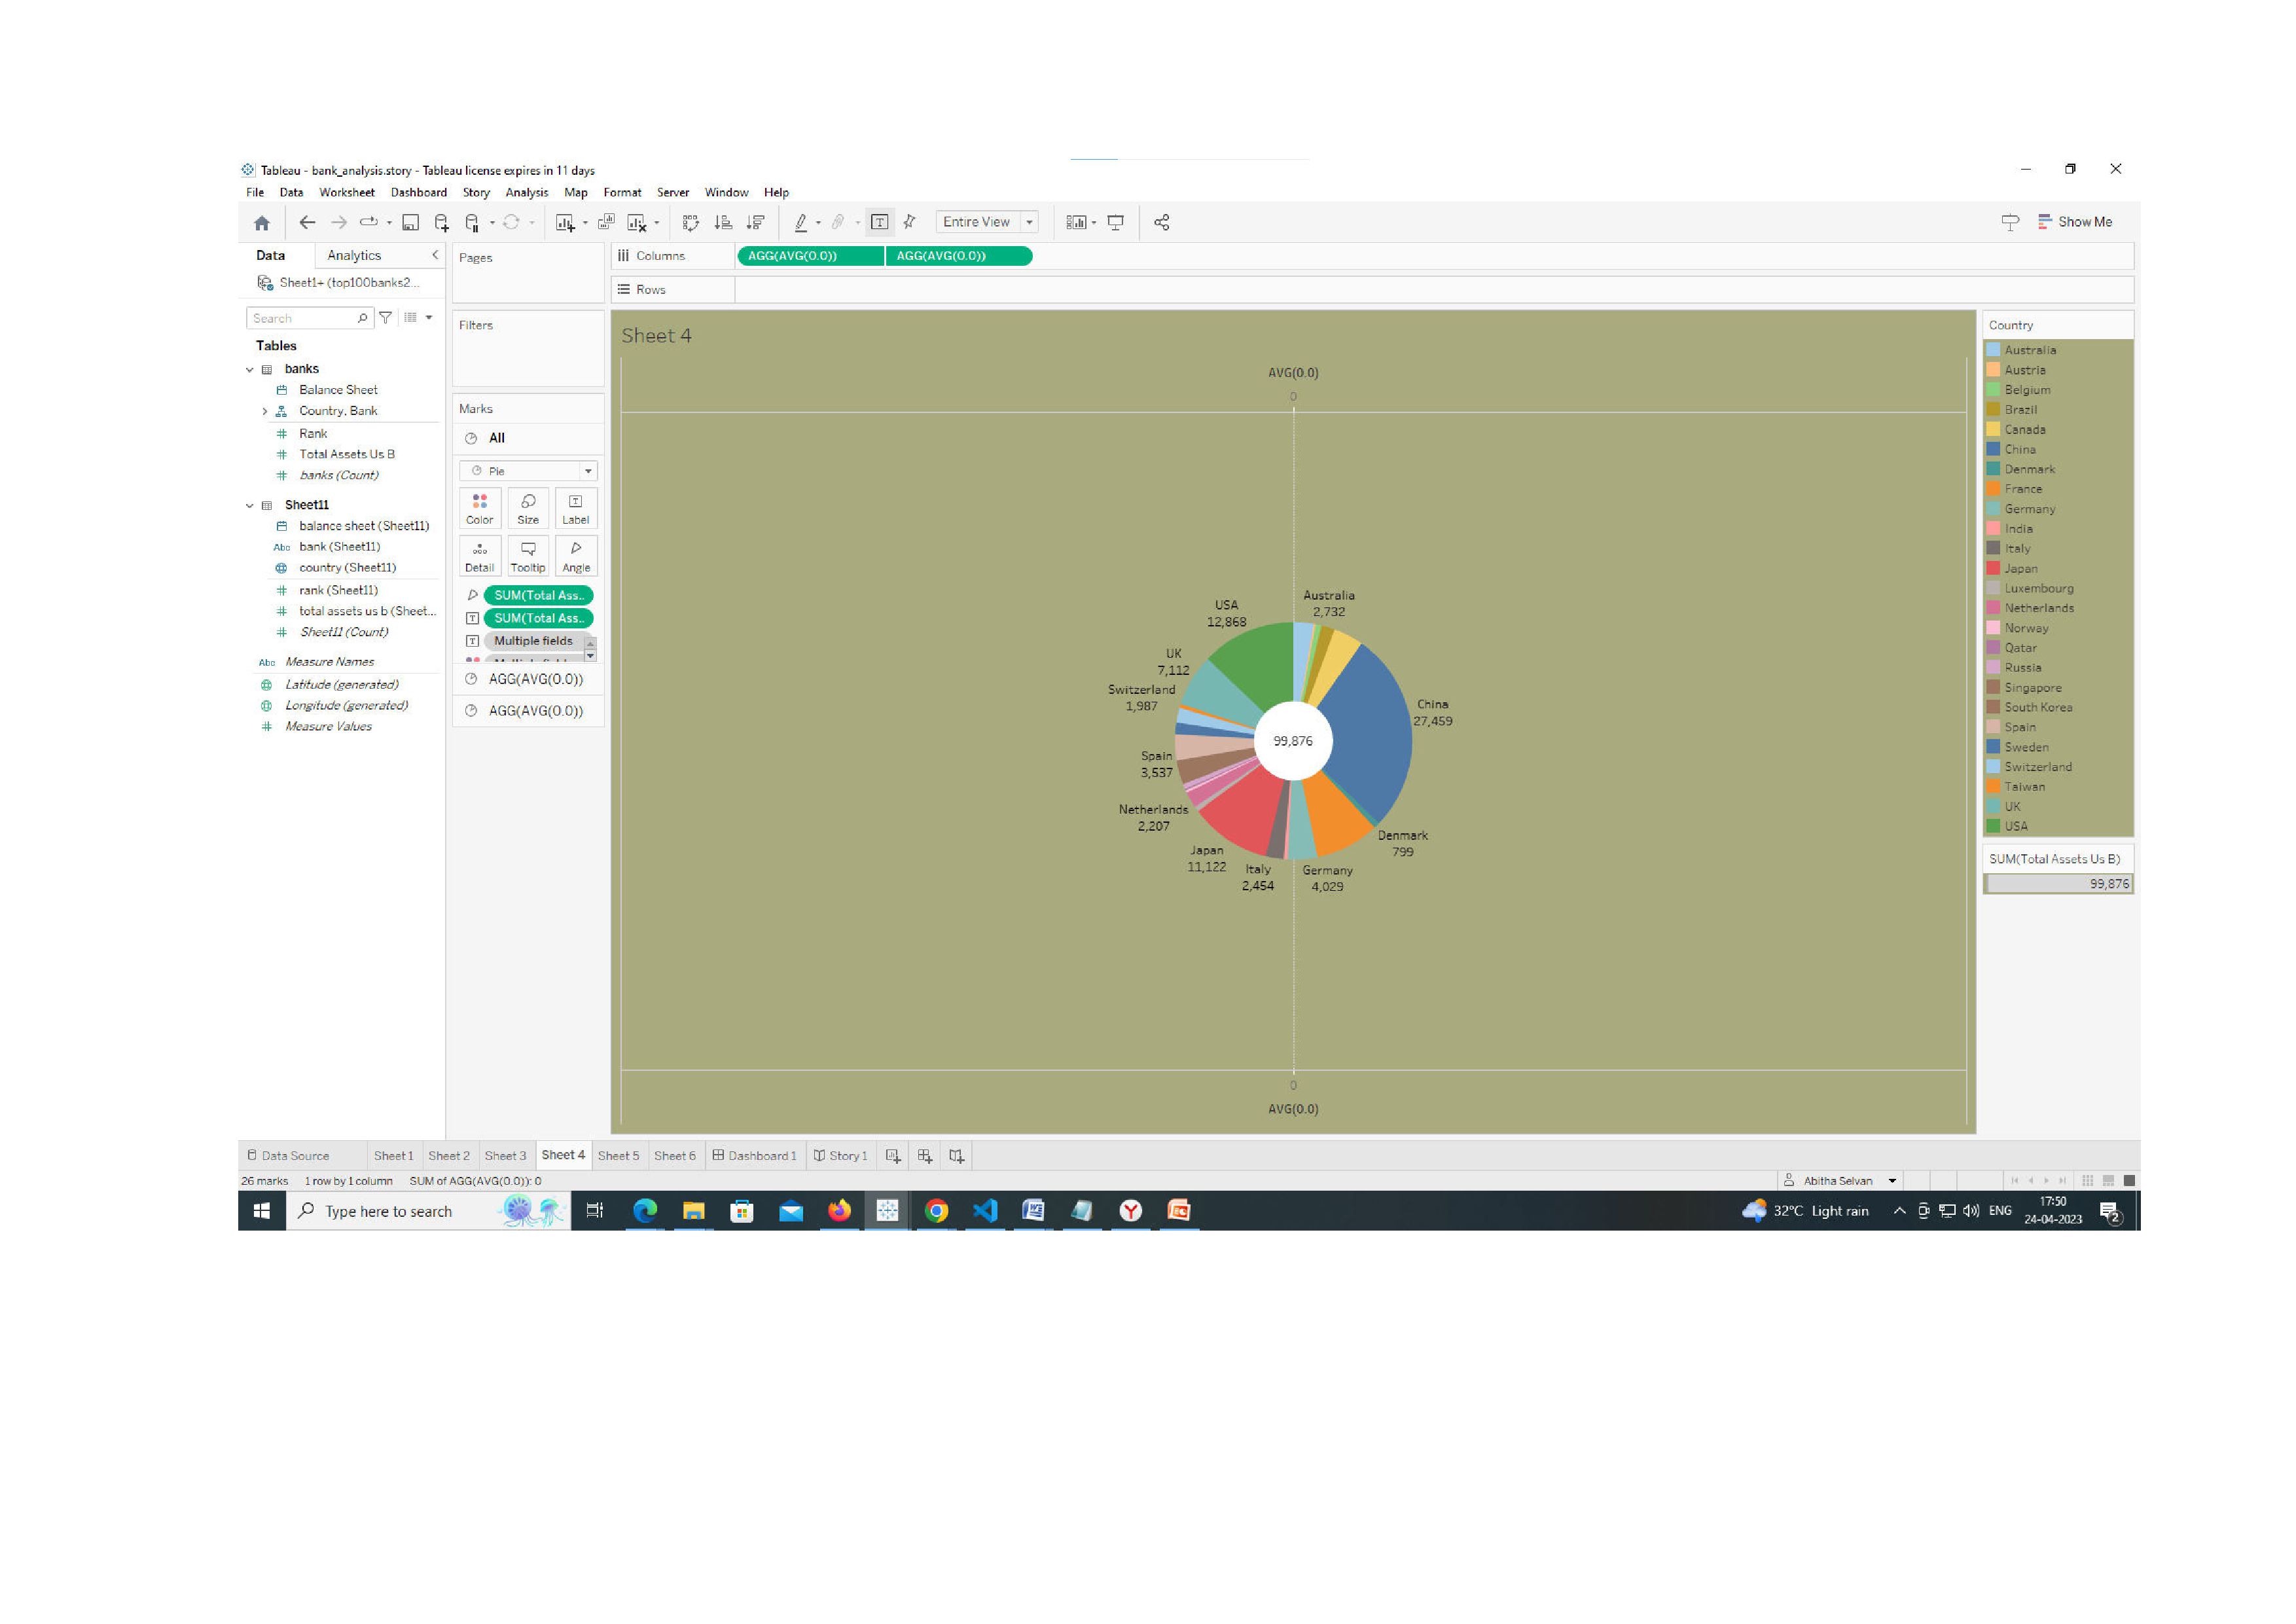 Tableau - bank_analysis.story - Tableau license expires in 11 days
File Data Worksheet Dashboard Story Analysis Map Format Server Window Help
Entire View
Show Me
Data Analytics
Sheet1+ (top100banks2...
Search
Tables
banks
Balance Sheet
Country, Bank
Rank
Total Assets Us B
banks (Count)
Sheet11
balance sheet (Sheet11)
Abc bank (Sheet11)
country (Sheet11)
rank (Sheet11)
total assets us b (Sheet...
Sheet11 (Count)
Abc Measure Names
Latitude (generated)
Longitude (generated)
Measure Values
Pages
Filters
Marks
All
Pie
Color Size Label
Detail Tooltip Angle
SUM(Total Ass..
SUM(Total Ass..
Multiple fields
AGG(AVG(0.0))
AGG(AVG(0.0))
Columns AGG(AVG(0.0)) AGG(AVG(0.0))
Rows
Sheet 4
AVG(0.0)
0
USA
12,868
Australia
2,732
UK
7,112
Switzerland
1,987
China
27,459
99,876
Spain
3,537
Netherlands
2,207
Denmark
799
Japan
11,122
Italy
2,454
Germany
4,029
0
AVG(0.0)
Country
Australia
Austria
Belgium
Brazil
Canada
China
Denmark
France
Germany
India
Italy
Japan
Luxembourg
Netherlands
Norway
Qatar
Russia
Singapore
South Korea
Spain
Sweden
Switzerland
Taiwan
UK
USA
SUM(Total Assets Us B)
99,876
Data Source Sheet 1 Sheet 2 Sheet 3 Sheet 4 Sheet 5 Sheet 6 Dashboard 1 Story 1
26 marks 1 row by 1 column SUM of AGG(AVG(0.0)): 0
Abitha Selvan
Type here to search
32°C Light rain
ENG
17:50
24-04-2023
2